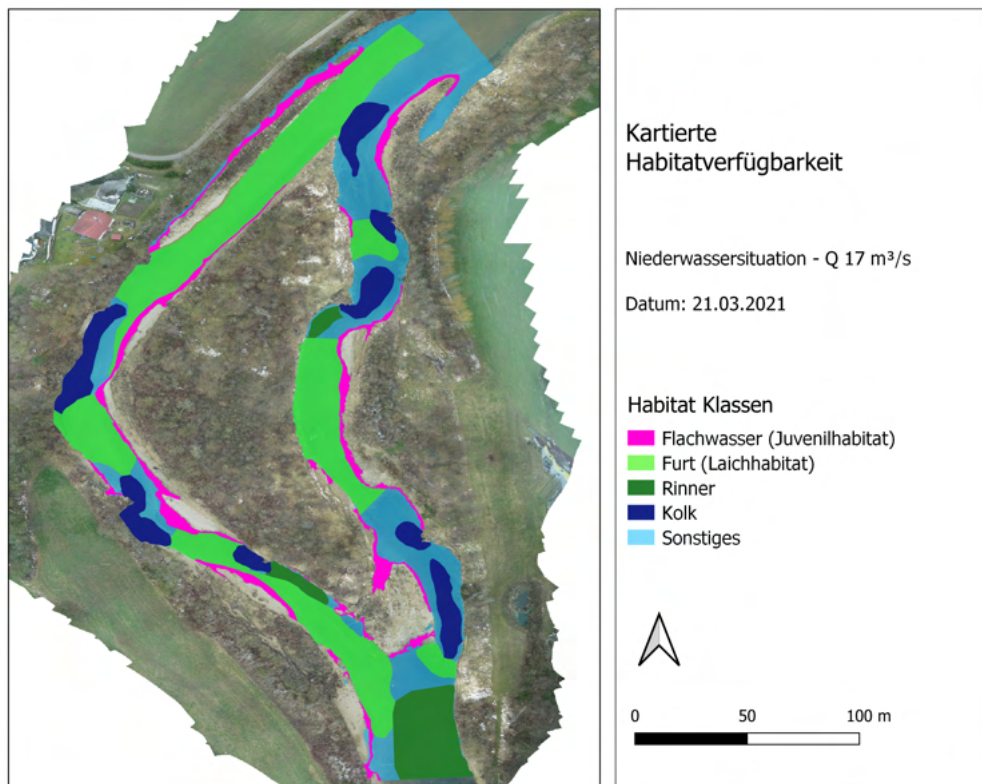 Kartierte
Habitatverfügbarkeit
Niederwassersituation - Q 17 m³/s
Datum: 21.03.2021
Habitat Klassen
Flachwasser (Juvenilhabitat)
Furt (Laichhabitat)
Rinner
Kolk
Sonstiges
0 50 100 m